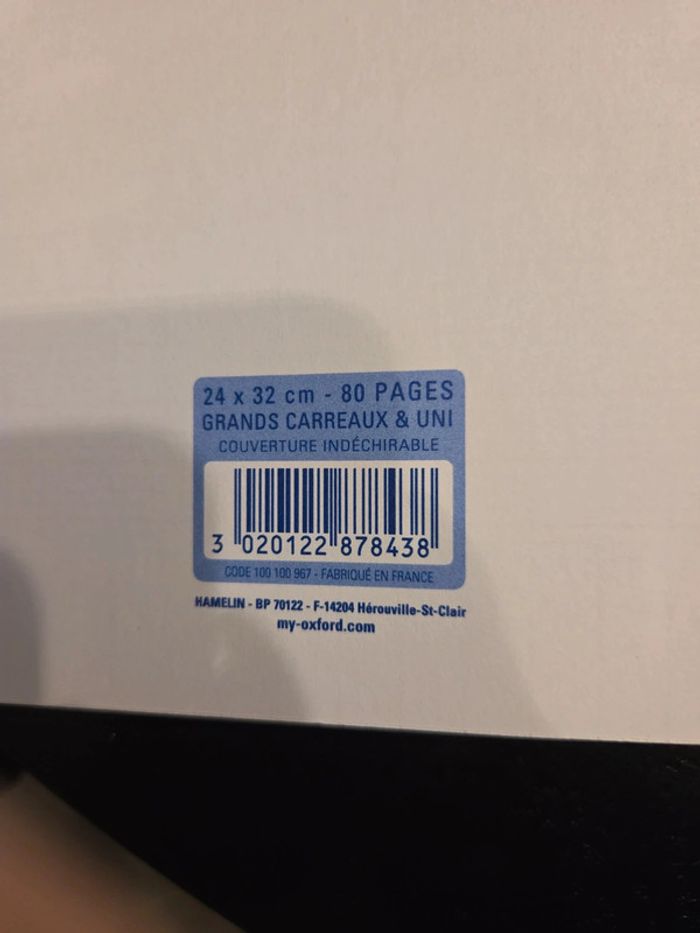 24 x 32 cm - 80 PAGES
GRANDS CARREAUX & UNI
COUVERTURE INDÉCHIRABLE
3 020122 878438
CODE 100 100 967 - FABRIQUÉ EN FRANCE
HAMELIN - BP 70122 - F-14204 Hérouville-St-Clair
my-oxford.com